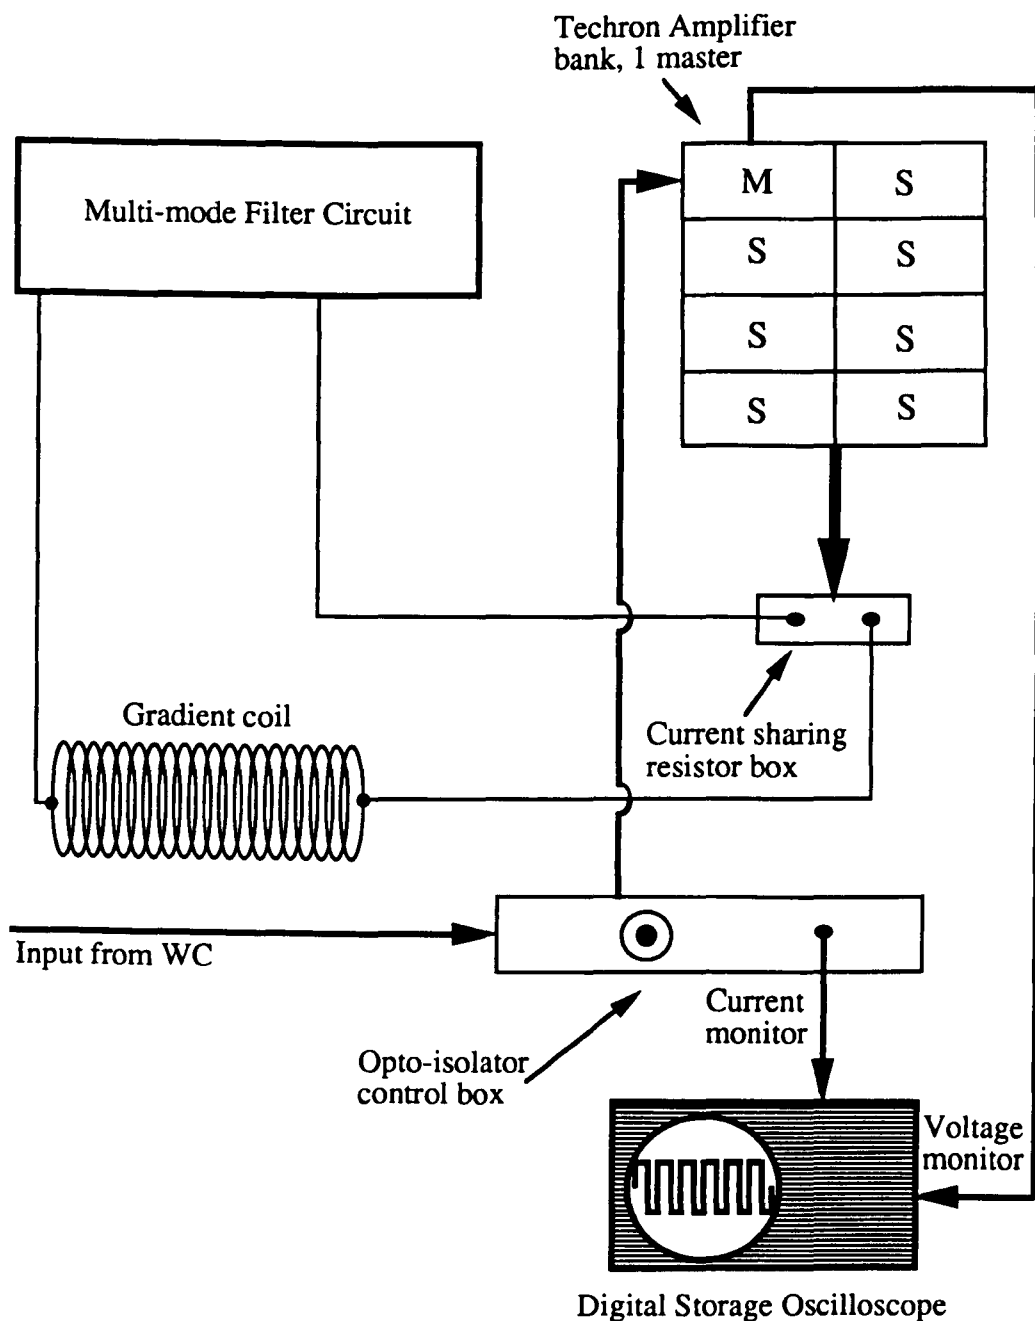 Techron Amplifier
bank, 1 master
Multi-mode Filter Circuit
M
S
S
S
S
S
S
S
Gradient coil
Current sharing
resistor box
Input from WC
Current
monitor
Opto-isolator
control box
Voltage
monitor
Digital Storage Oscilloscope